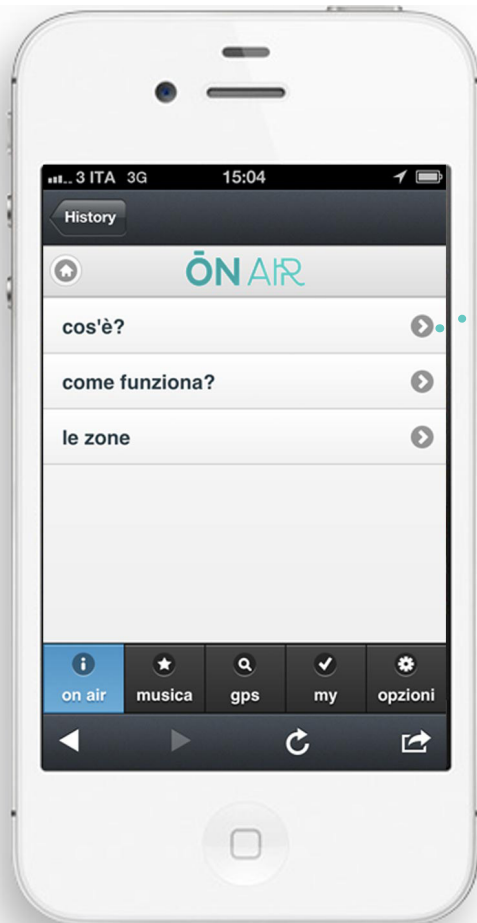 3 ITA 3G 15:04
History
ŌN AIR
cos'è?
come funziona?
le zone
on air musica gps my opzioni